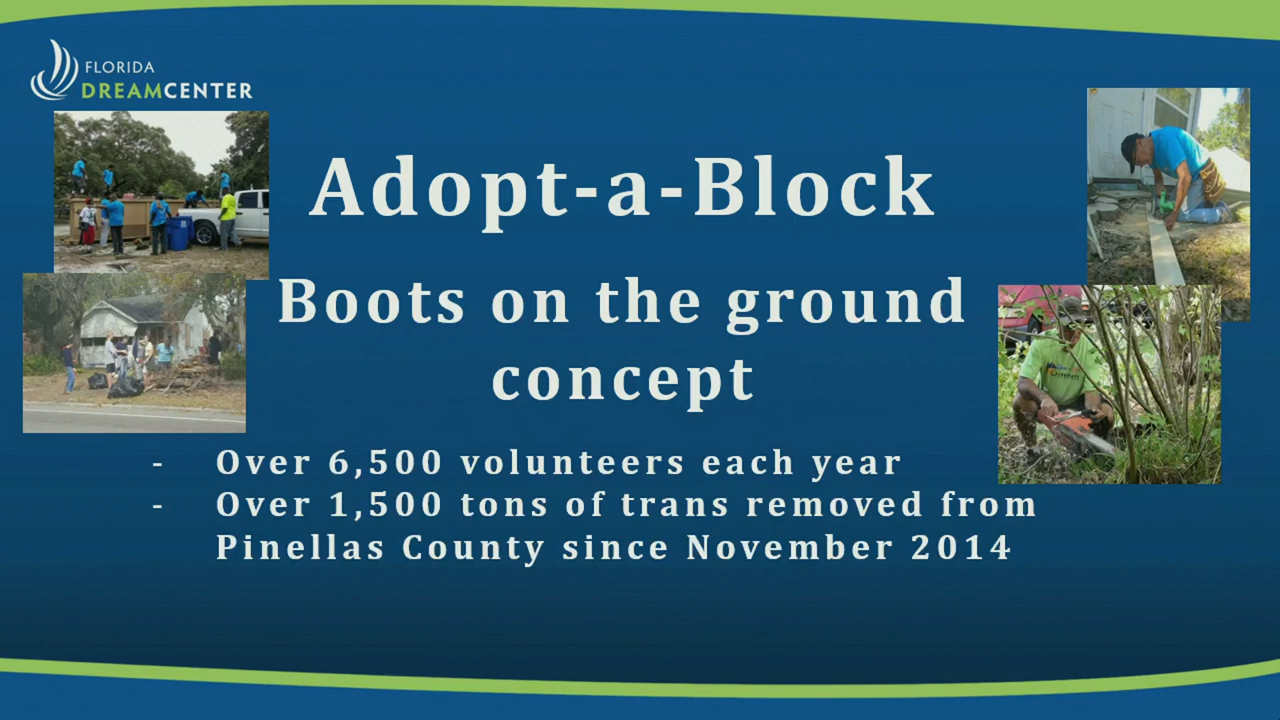 FLORIDA
DREAMCENTER
Adopt-a-Block
Boots on the ground
concept
- Over 6,500 volunteers each year
- Over 1,500 tons of trans removed from
Pinellas County since November 2014